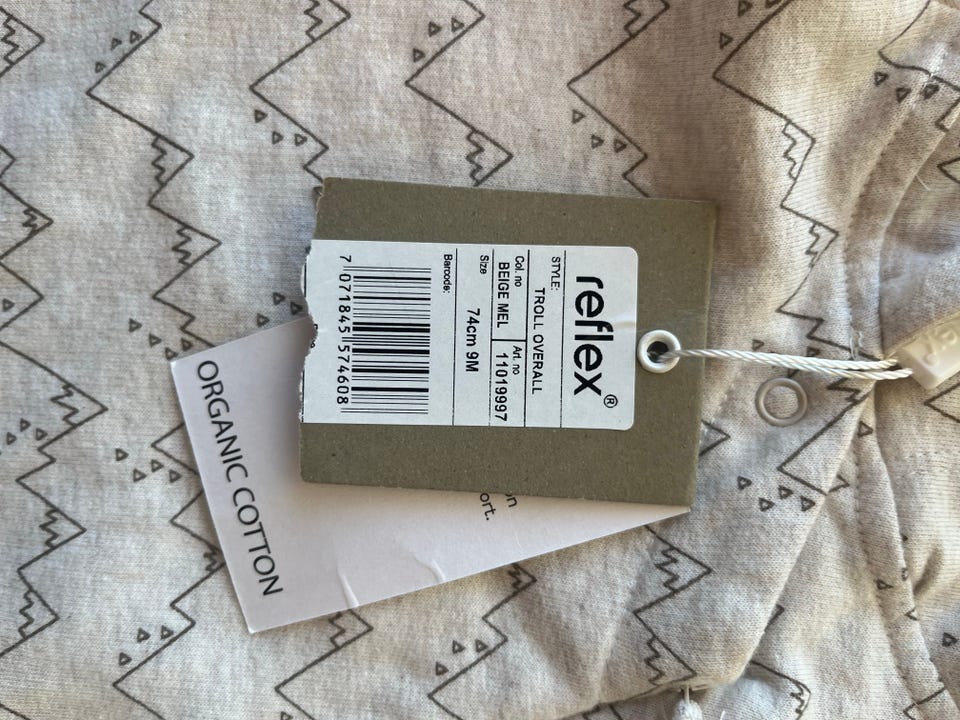 reflex®
STYLE:
TROLL OVERALL
Col. no
Art. no
BEIGE MEL
11019997
Size
74cm 9M
Barcode:
7 071845 574608
ort.
ORGANIC COTTON